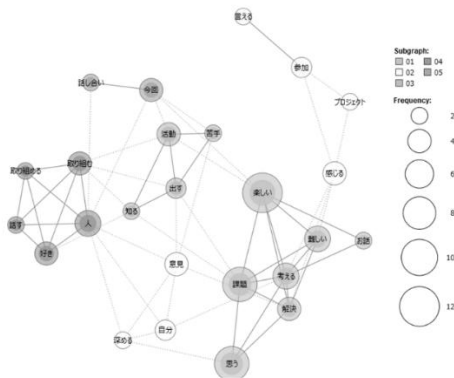 言える
参加
プロジェクト
話し合い
今回
活動
若手
取り組む
取り組める
出す
感じる
楽しい
知る
話す
人
好き
難しい
お話
意見
課題
考える
解決
自分
深める
思う
Subgraph:
01
04
02
05
03
Frequency:
2
4
6
8
10
12